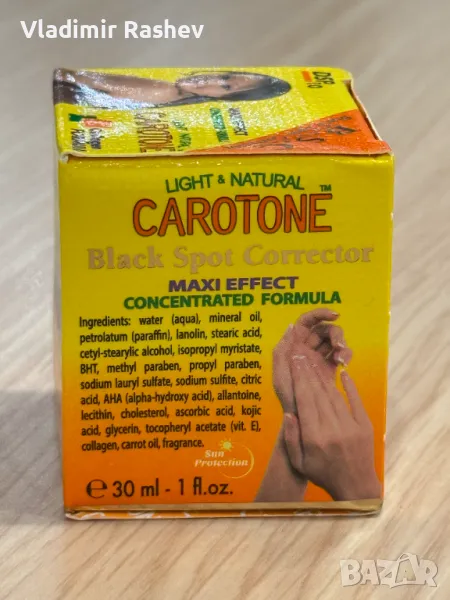 Vladimir Rashev
DSP10
CAROTONE
LIGHT & NATURAL
CAROTONE™
Black Spot Corrector
MAXI EFFECT
CONCENTRATED FORMULA
Ingredients: water (aqua), mineral oil,
petrolatum (paraffin), lanolin, stearic acid,
cetyl-stearylic alcohol, isopropyl myristate,
BHT, methyl paraben, propyl paraben,
sodium lauryl sulfate, sodium sulfite, citric
acid, AHA (alpha-hydroxy acid), allantoine,
lecithin, cholesterol, ascorbic acid, kojic
acid, glycerin, tocopheryl acetate (vit. E),
collagen, carrot oil, fragrance.
Sun
Protection
℮ 30 ml - 1 fl.oz.
bazar